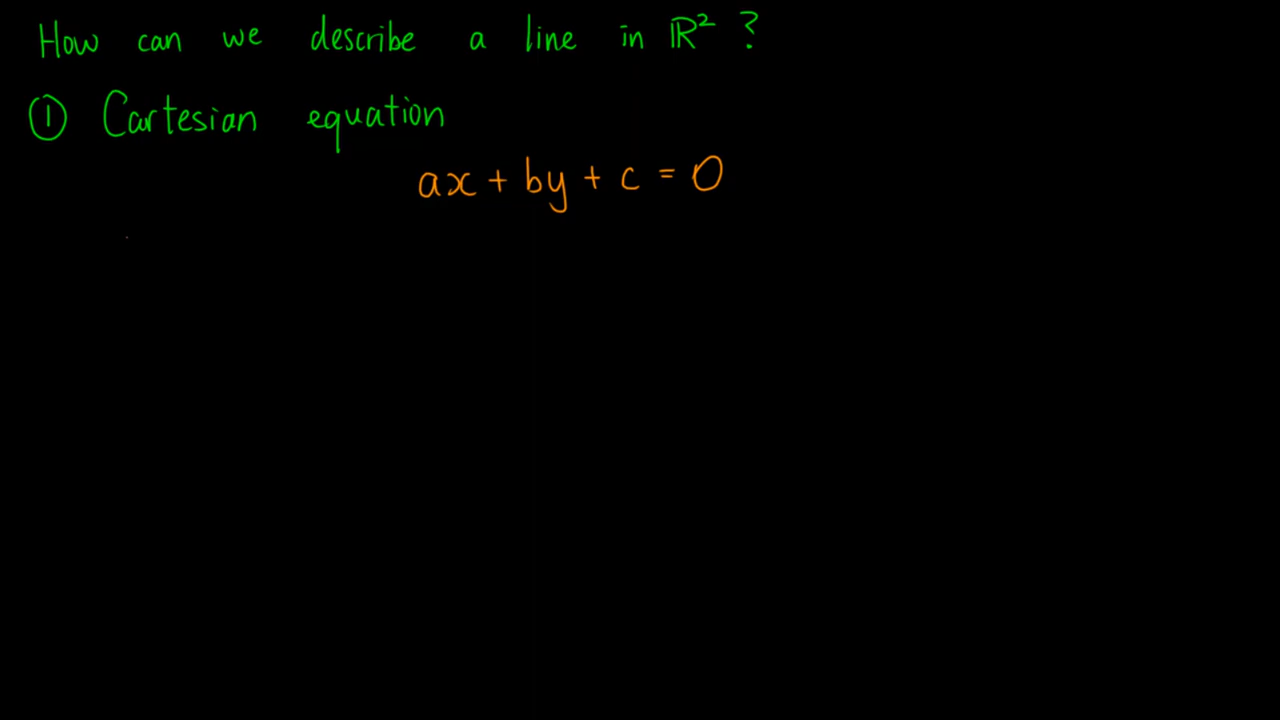 How can we describe a line in ℝ² ?
① Cartesian equation
ax + by + c = 0